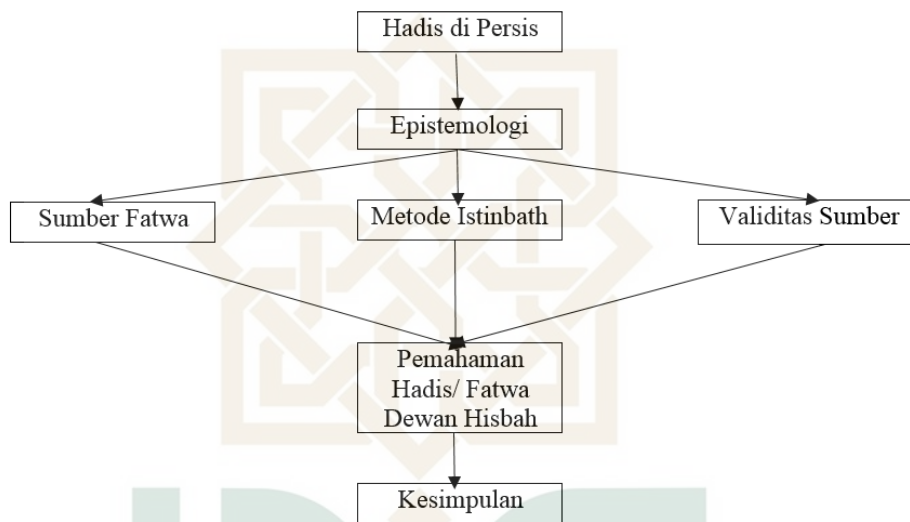 Hadis di Persis
Epistemologi
Sumber Fatwa
Metode Istinbath
Validitas Sumber
Pemahaman
Hadis/ Fatwa
Dewan Hisbah
Kesimpulan